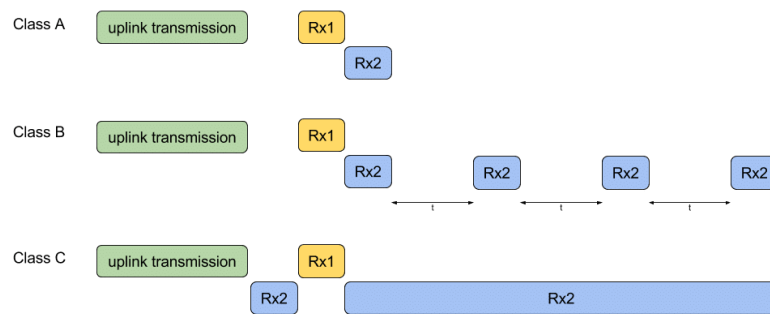 Class A
uplink transmission
Rx1
Rx2
Class B
uplink transmission
Rx1
Rx2
Rx2
Rx2
Rx2
t
t
t
Class C
uplink transmission
Rx1
Rx2
Rx2